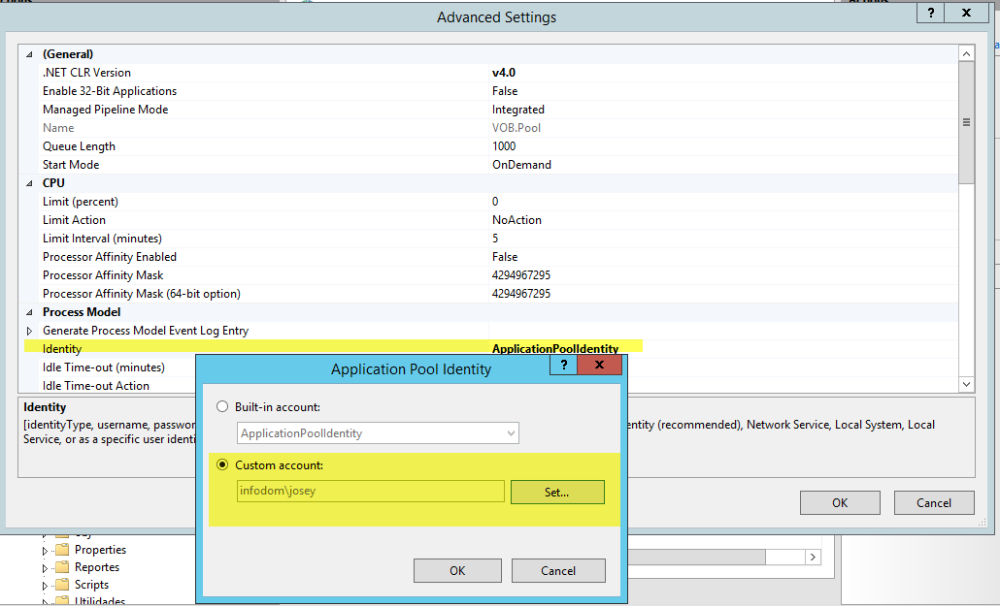 Advanced Settings
? x
(General)
.NET CLR Version v4.0
Enable 32-Bit Applications False
Managed Pipeline Mode Integrated
Name VOB.Pool
Queue Length 1000
Start Mode OnDemand
CPU
Limit (percent) 0
Limit Action NoAction
Limit Interval (minutes) 5
Processor Affinity Enabled False
Processor Affinity Mask 4294967295
Processor Affinity Mask (64-bit option) 4294967295
Process Model
Generate Process Model Event Log Entry
Identity ApplicationPoolIdentity
Idle Time-out (minutes)
Idle Time-out Action
Identity
[identityType, username, passwor
entity (recommended), Network Service, Local System, Local
Service, or as a specific user identi
OK Cancel
Application Pool Identity
? x
Built-in account:
ApplicationPoolIdentity
Custom account:
infodom\josey Set...
OK Cancel
Properties
Reportes
Scripts
Utilidades